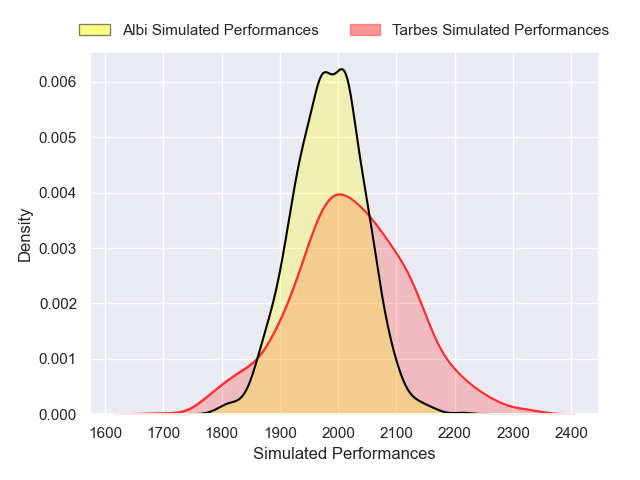 Albi Simulated Performances Tarbes Simulated Performances
0.006
0.005
0.004
0.003
0.002
0.001
0.000
Density
1600 1700 1800 1900 2000 2100 2200 2300 2400
Simulated Performances